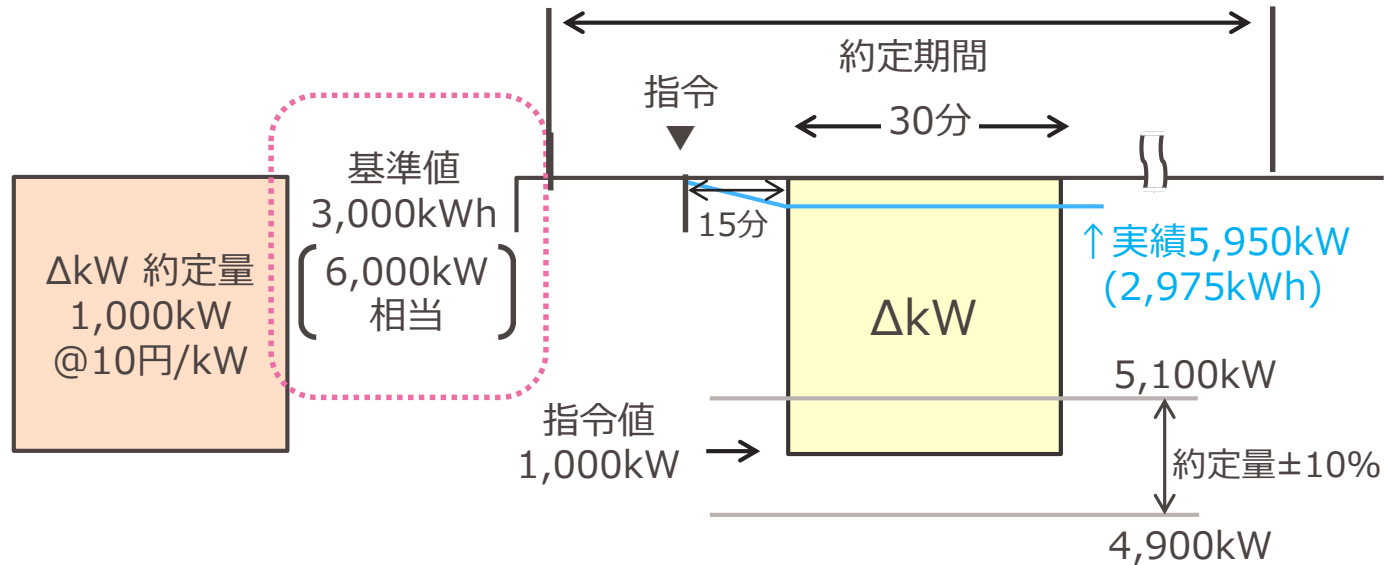 約定期間
指令
30分
基準値
3,000kWh
6,000kW
相当
15分
↑実績5,950kW
(2,975kWh)
ΔkW 約定量
1,000kW
@10円/kW
ΔkW
5,100kW
指令値
1,000kW
約定量±10%
4,900kW